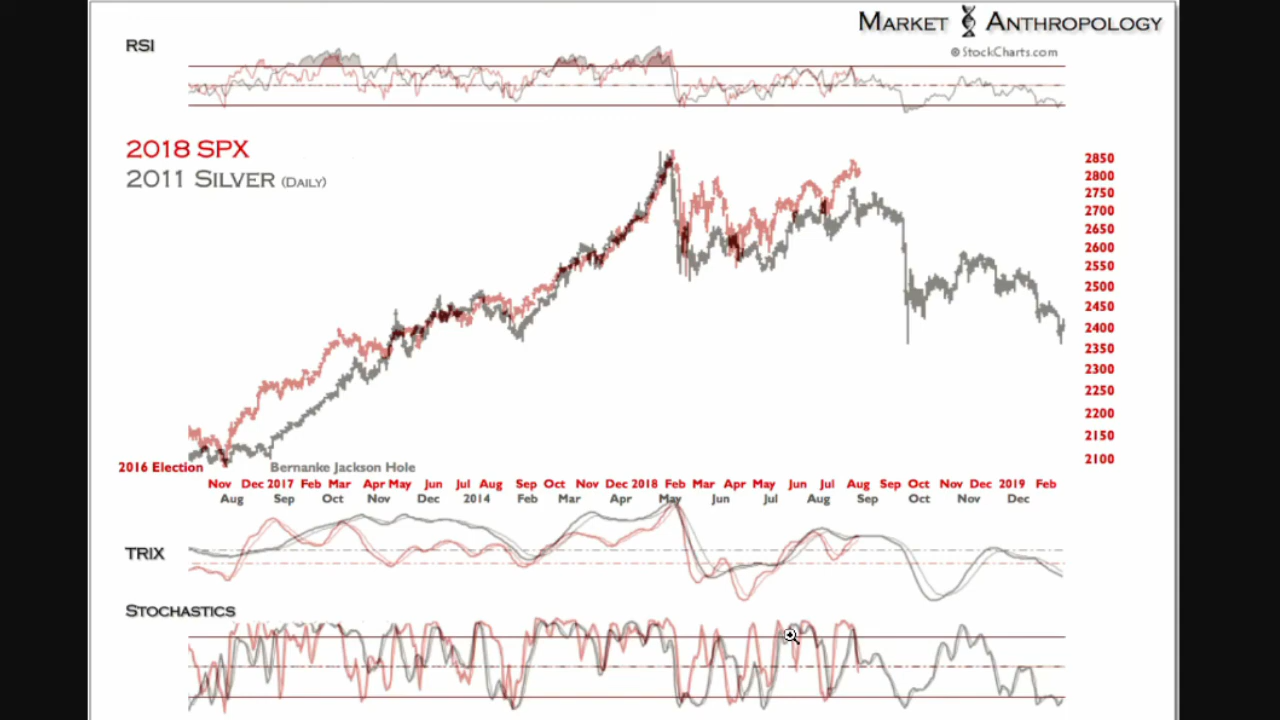 MARKET ANTHROPOLOGY
© StockCharts.com
RSI
2018 SPX
2011 SILVER (DAILY)
2850
2800
2750
2700
2650
2600
2550
2500
2450
2400
2350
2300
2250
2200
2150
2100
2016 Election
Bernanke Jackson Hole
Nov Dec 2017 Feb Mar Apr May Jun Jul Aug Sep Oct Nov Dec 2018 Feb Mar Apr May Jun Jul Aug Sep Oct Nov Dec 2019 Feb
Aug Sep Oct Nov Dec 2014 Feb Mar Apr May Jun Jul Aug Sep Oct Nov Dec
TRIX
STOCHASTICS